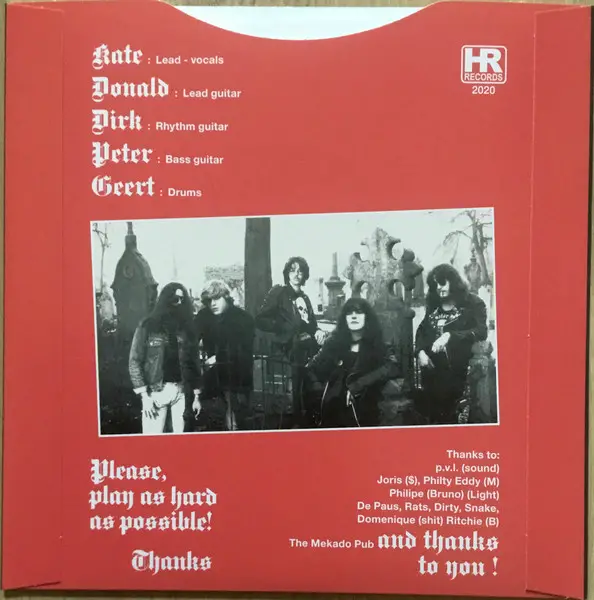 Kate : Lead - vocals
Donald : Lead guitar
Dirk : Rhythm guitar
Peter : Bass guitar
Geert : Drums
HR
RECORDS
2020
Please,
play as hard
as possible!
Thanks
Thanks to:
p.v.l. (sound)
Joris ($), Philty Eddy (M)
Philipe (Bruno) (Light)
De Paus, Rats, Dirty, Snake,
Domenique (shit) Ritchie (B)
The Mekado Pub and thanks
to you !